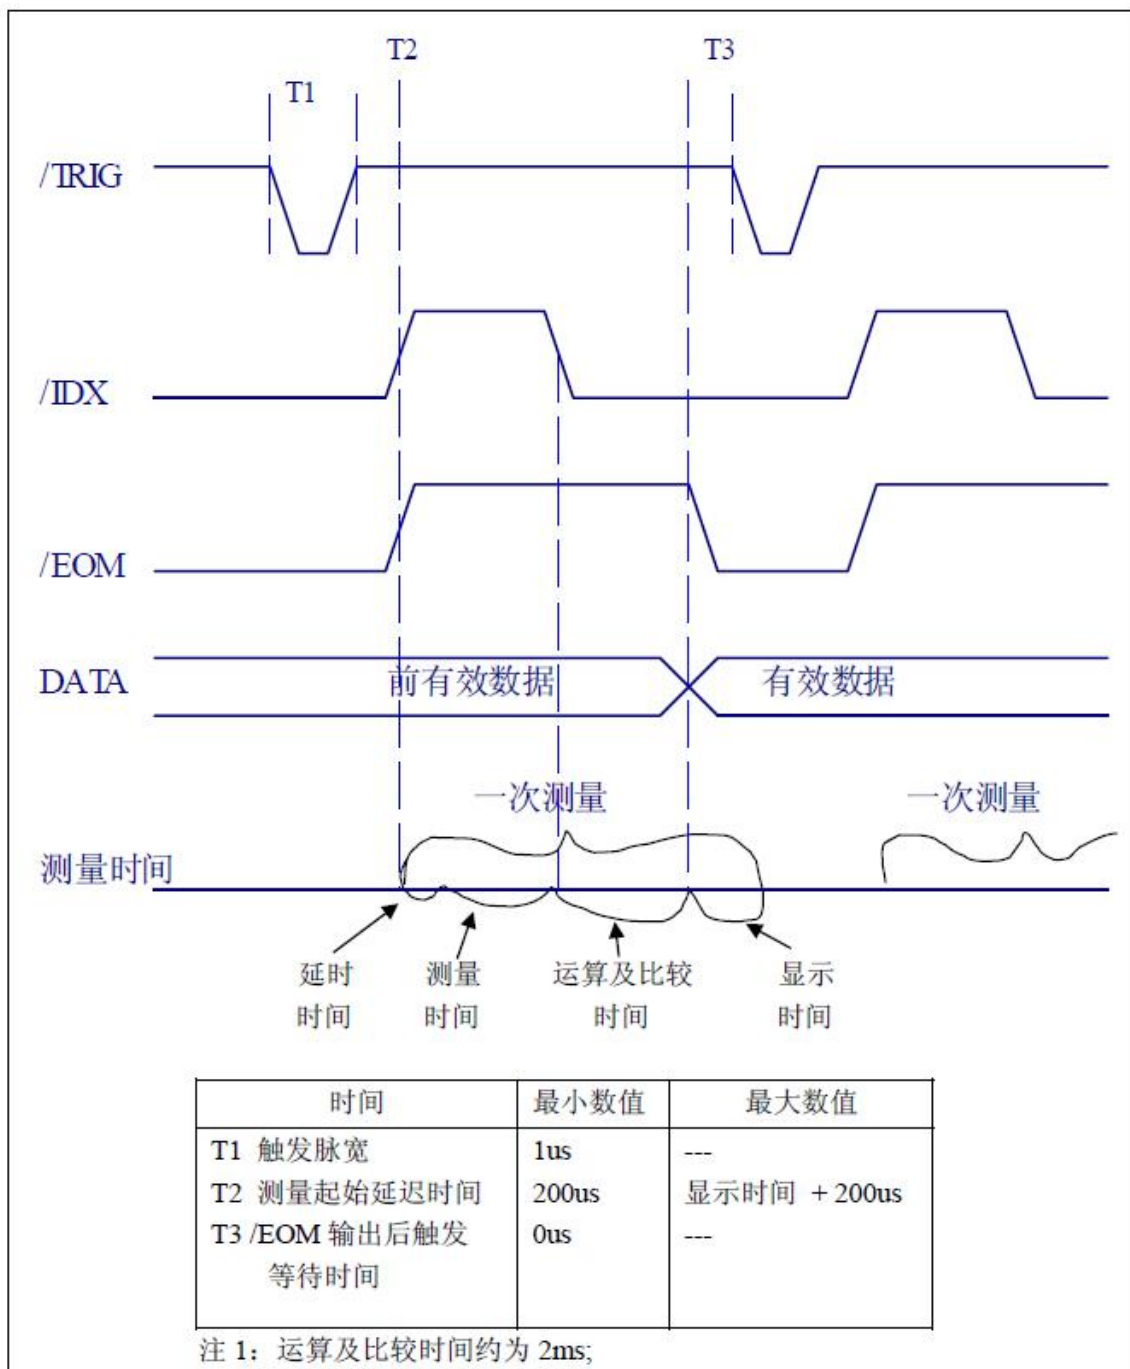 T2 T3
T1
/TRIG
/IDX
/EOM
DATA 前有效数据 有效数据
一次测量 一次测量
测量时间
延时 测量 运算及比较 显示
时间 时间 时间 时间
时间 最小数值 最大数值
T1 触发脉宽 1us ---
T2 测量起始延迟时间 200us 显示时间 + 200us
T3 /EOM 输出后触发 0us ---
等待时间
注 1：运算及比较时间约为 2ms;